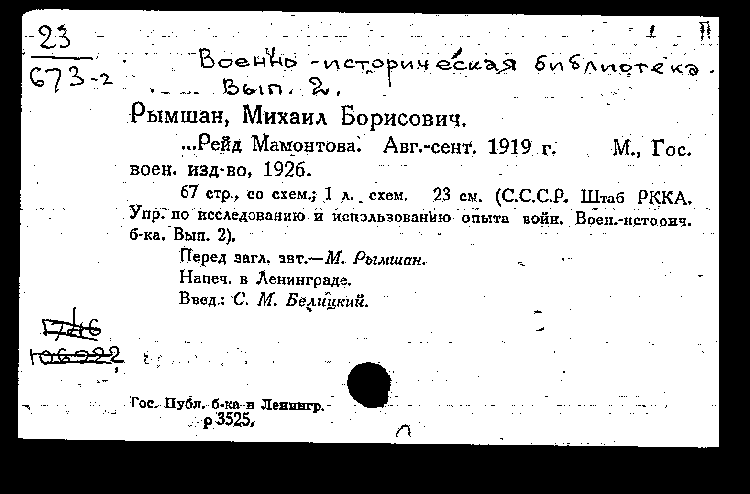 23
673-2
Военно-историческая библиотека.
Вып. 2.
Рымшан, Михаил Борисович.
...Рейд Мамонтова. Авг.-сент. 1919 г. М., Гос.
воен. изд-во, 1926.
67 стр., со схем.; 1 л. схем. 23 см. (С.С.С.Р. Штаб РККА.
Упр. по исследованию и использованию опыта войн. Воен.-историч.
б-ка. Вып. 2).
Перед загл. авт.—М. Рымшан.
Напеч. в Ленинграде.
Введ.: С. М. Белицкий.
1746
106922
Гос. Публ. б-ка в Ленингр.
р 3525.